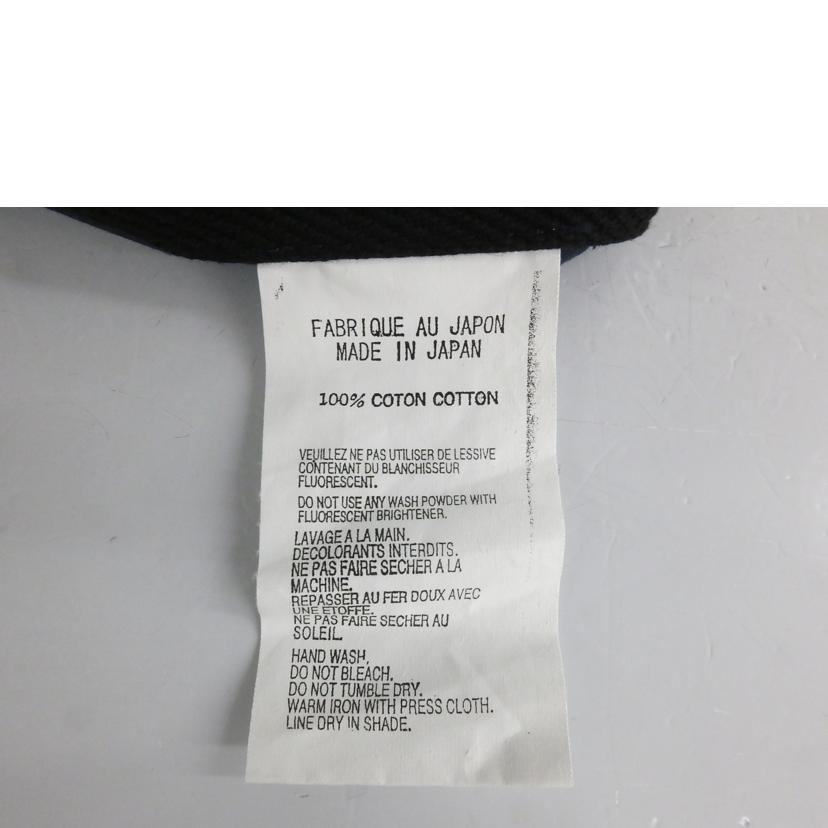 FABRIQUE AU JAPON
MADE IN JAPAN
100% COTON COTTON
VEUILLEZ NE PAS UTILISER DE LESSIVE
CONTENANT DU BLANCHISSEUR
FLUORESCENT.
DO NOT USE ANY WASH POWDER WITH
FLUORESCENT BRIGHTENER.
LAVAGE A LA MAIN.
DECOLORANTS INTERDITS.
NE PAS FAIRE SECHER A LA
MACHINE.
REPASSER AU FER DOUX AVEC
UNE ETOFFE.
NE PAS FAIRE SECHER AU
SOLEIL.
HAND WASH,
DO NOT BLEACH.
DO NOT TUMBLE DRY.
WARM IRON WITH PRESS CLOTH.
LINE DRY IN SHADE.